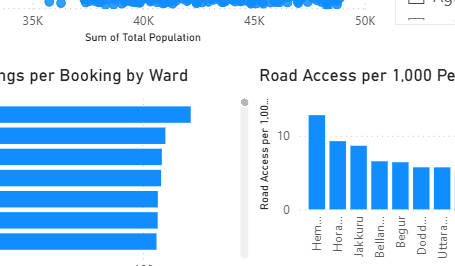 35K 40K 45K 50K
Sum of Total Population
ngs per Booking by Ward
Road Access per 1,000 Pe
Road Access per 1,00...
10
0
Hem...
Hora...
Jakkuru
Bellan...
Begur
Dodd...
Uttara...